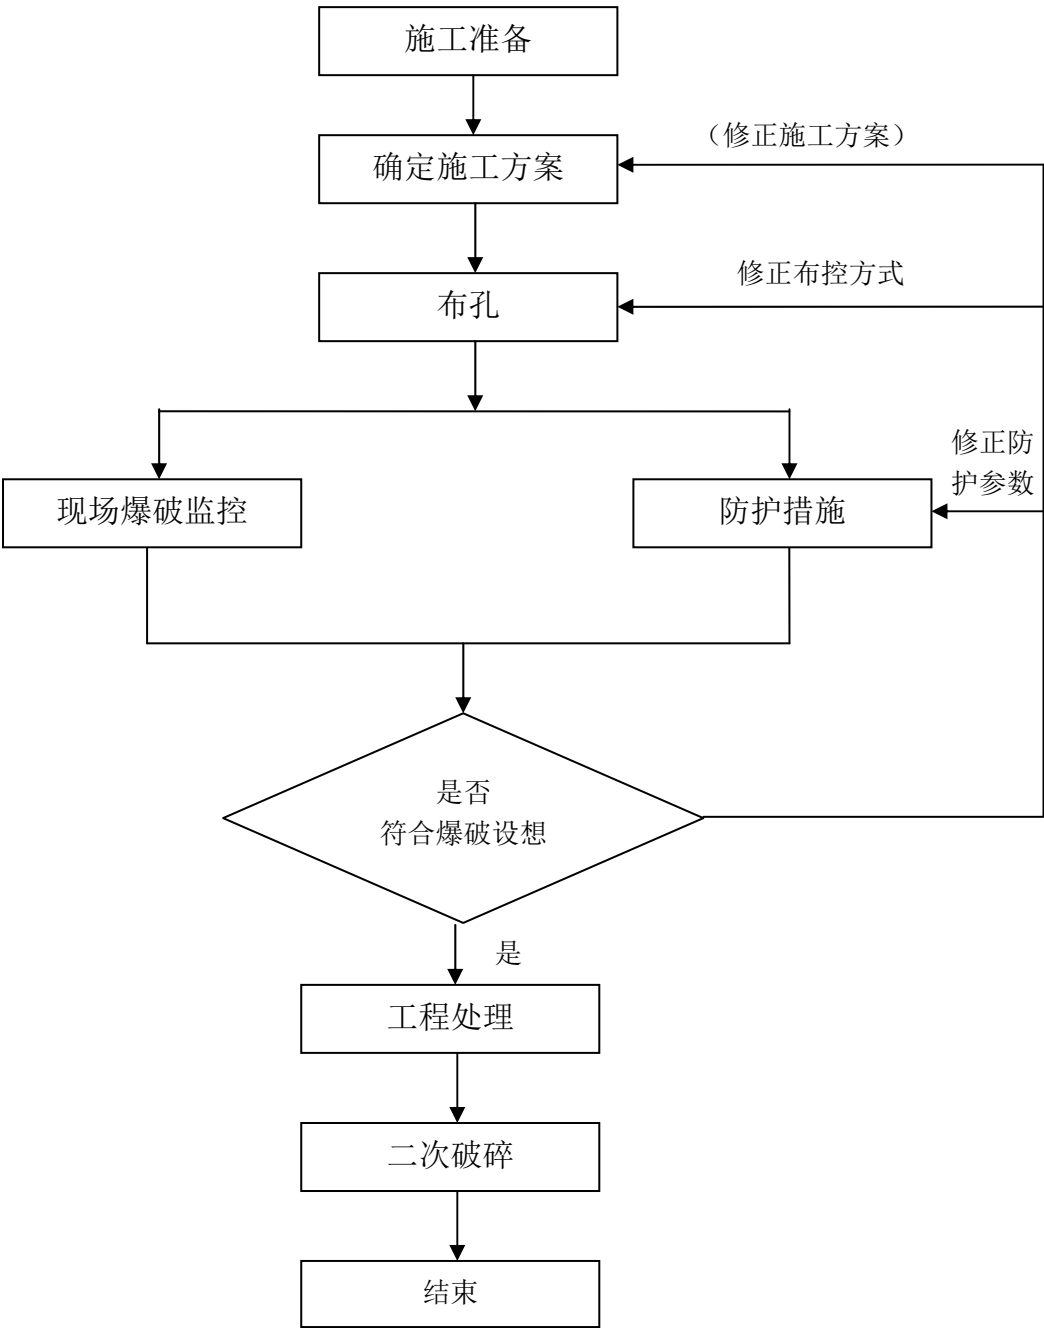 施工准备
（修正施工方案）
确定施工方案
修正布控方式
布孔
修正防
护参数
现场爆破监控
防护措施
是否
符合爆破设想
是
工程处理
二次破碎
结束